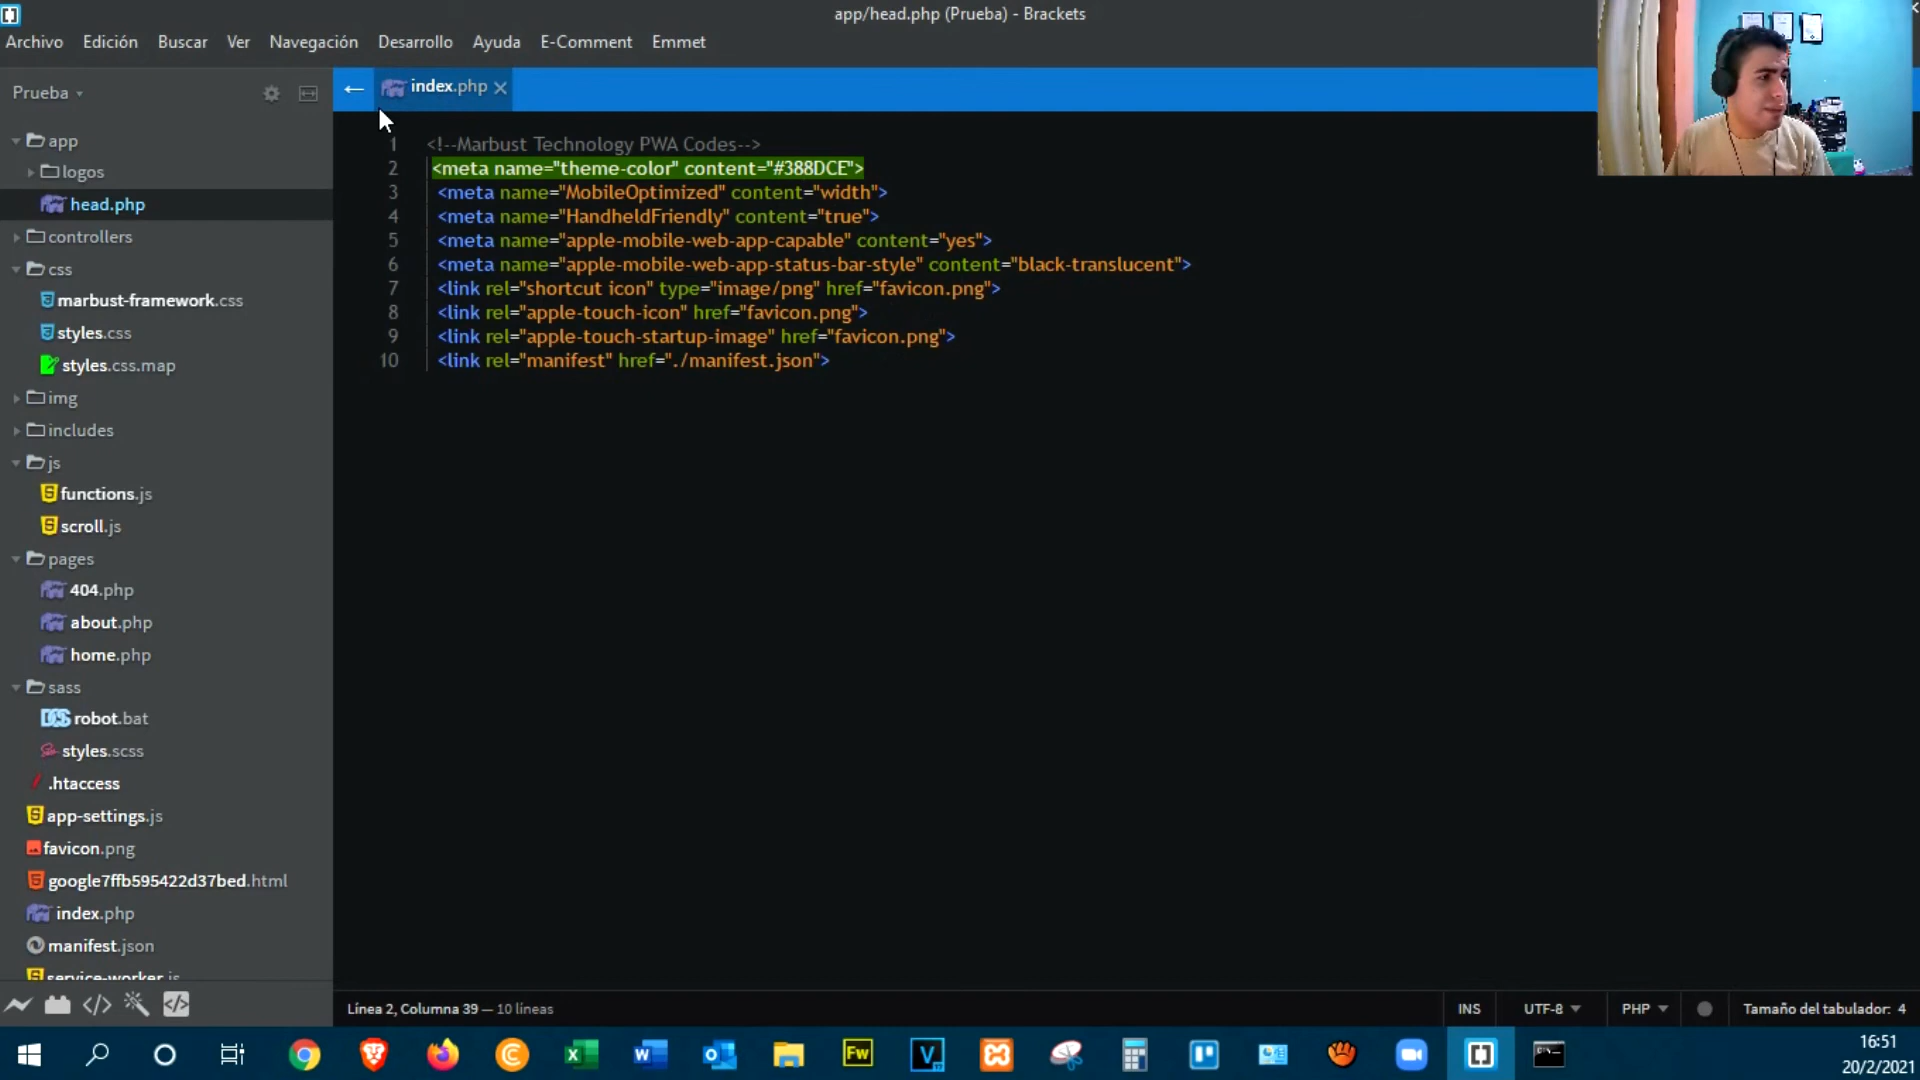 app/head.php (Prueba) - Brackets
Archivo Edición Buscar Ver Navegación Desarrollo Ayuda E-Comment Emmet
Prueba
index.php
app
logos
head.php
controllers
css
marbust-framework.css
styles.css
styles.css.map
img
includes
js
functions.js
scroll.js
pages
404.php
about.php
home.php
sass
robot.bat
styles.scss
.htaccess
app-settings.js
favicon.png
google7ffb595422d37bed.html
index.php
manifest.json
service-worker.js
1 <!--Marbust Technology PWA Codes-->
2 <meta name="theme-color" content="#388DCE">
3 <meta name="MobileOptimized" content="width">
4 <meta name="HandheldFriendly" content="true">
5 <meta name="apple-mobile-web-app-capable" content="yes">
6 <meta name="apple-mobile-web-app-status-bar-style" content="black-translucent">
7 <link rel="shortcut icon" type="image/png" href="favicon.png">
8 <link rel="apple-touch-icon" href="favicon.png">
9 <link rel="apple-touch-startup-image" href="favicon.png">
10 <link rel="manifest" href="./manifest.json">
Línea 2, Columna 39 — 10 líneas
INS UTF-8 PHP Tamaño del tabulador: 4
Fw
16:51
20/2/2021